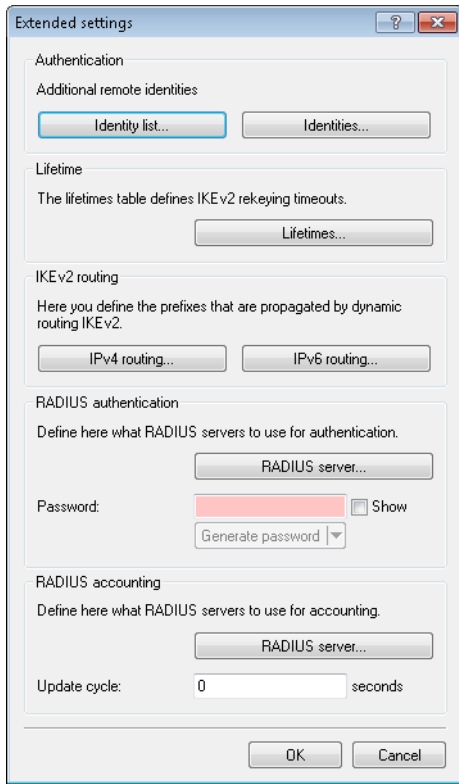 Extended settings
Authentication
Additional remote identities
Identity list...
Identities...
Lifetime
The lifetimes table defines IKEv2 rekeying timeouts.
Lifetimes...
IKEv2 routing
Here you define the prefixes that are propagated by dynamic
routing IKEv2.
IPv4 routing...
IPv6 routing...
RADIUS authentication
Define here what RADIUS servers to use for authentication.
RADIUS server...
Password:
Show
Generate password
RADIUS accounting
Define here what RADIUS servers to use for accounting.
RADIUS server...
Update cycle:
0
seconds
OK
Cancel